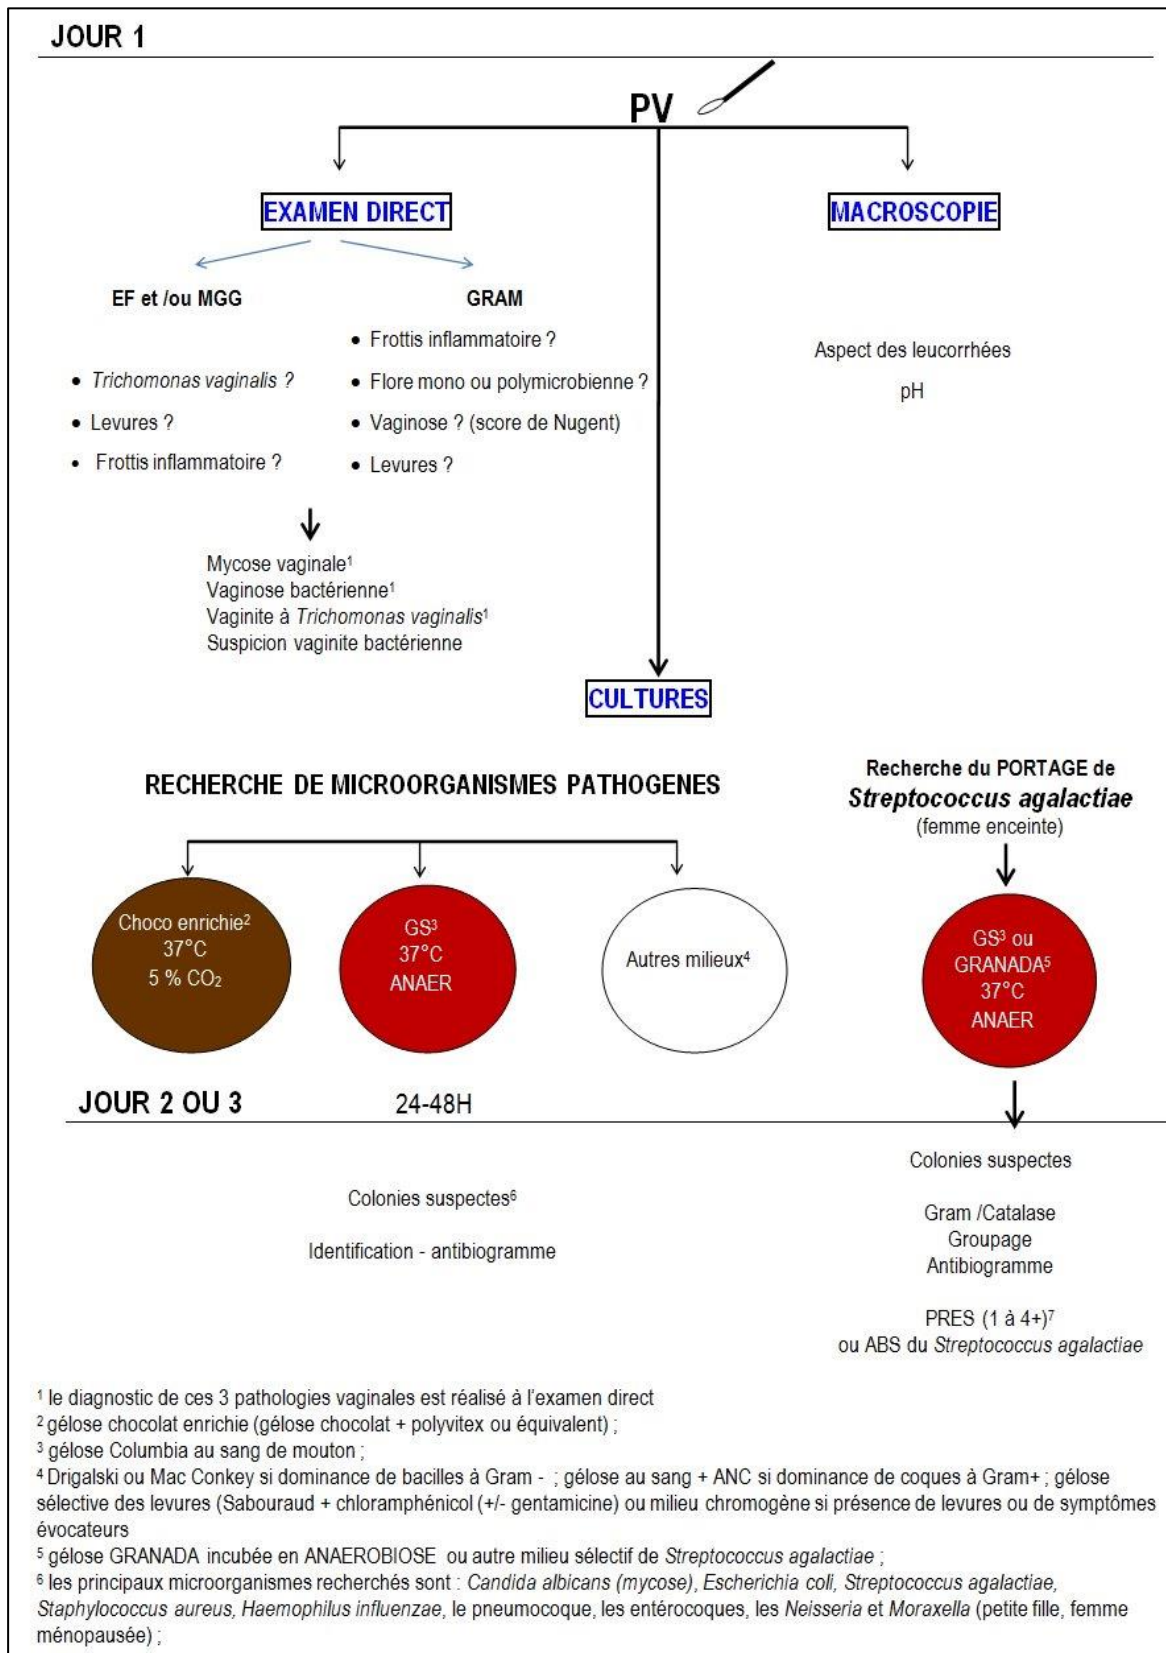 JOUR 1
PV
EXAMEN DIRECT
MACROSCOPIE
EF et /ou MGG
• Trichomonas vaginalis ?
• Levures ?
• Frottis inflammatoire ?
GRAM
• Frottis inflammatoire ?
• Flore mono ou polymicrobienne ?
• Vaginose ? (score de Nugent)
• Levures ?
Aspect des leucorrhées
pH
Mycose vaginale¹
Vaginose bactérienne¹
Vaginite à Trichomonas vaginalis¹
Suspicion vaginite bactérienne
CULTURES
RECHERCHE DE MICROORGANISMES PATHOGENES
Recherche du PORTAGE de
Streptococcus agalactiae
(femme enceinte)
Choco enrichie²
37°C
5 % CO₂
GS³
37°C
ANAER
Autres milieux⁴
GS³ ou
GRANADA⁵
37°C
ANAER
JOUR 2 OU 3
24-48H
Colonies suspectes⁶
Identification - antibiogramme
Colonies suspectes
Gram /Catalase
Groupage
Antibiogramme
PRES (1 à 4+)⁷
ou ABS du Streptococcus agalactiae
¹ le diagnostic de ces 3 pathologies vaginales est réalisé à l'examen direct
² gélose chocolat enrichie (gélose chocolat + polyvitex ou équivalent) ;
³ gélose Columbia au sang de mouton ;
⁴ Drigalski ou Mac Conkey si dominance de bacilles à Gram - ; gélose au sang + ANC si dominance de coques à Gram+ ; gélose
sélective des levures (Sabouraud + chloramphénicol (+/- gentamicine) ou milieu chromogène si présence de levures ou de symptômes
évocateurs
⁵ gélose GRANADA incubée en ANAEROBIOSE ou autre milieu sélectif de Streptococcus agalactiae ;
⁶ les principaux microorganismes recherchés sont : Candida albicans (mycose), Escherichia coli, Streptococcus agalactiae,
Staphylococcus aureus, Haemophilus influenzae, le pneumocoque, les entérocoques, les Neisseria et Moraxella (petite fille, femme
ménopausée) ;